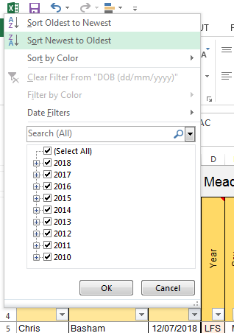 Sort Oldest to Newest
Sort Newest to Oldest
Sort by Color
Clear Filter From "DOB (dd/mm/yyyy)"
Filter by Color
Date Filters
Search (All)
(Select All)
2018
2017
2016
2015
2014
2013
2012
2011
2010
OK Cancel
UT
AC
D
Mead
Year
4
5 Chris Basham 12/07/2018 LFS